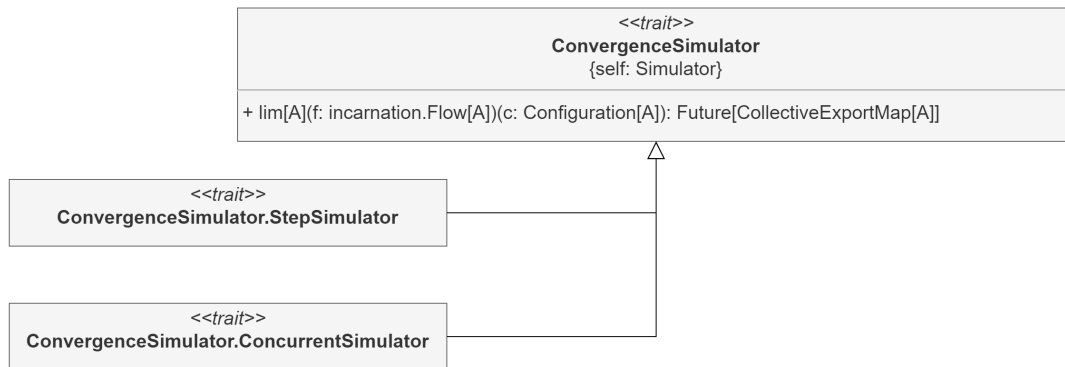 <<trait>>
ConvergenceSimulator
{self: Simulator}
+ lim[A](f: incarnation.Flow[A])(c: Configuration[A]): Future[CollectiveExportMap[A]]
<<trait>>
ConvergenceSimulator.StepSimulator
<<trait>>
ConvergenceSimulator.ConcurrentSimulator